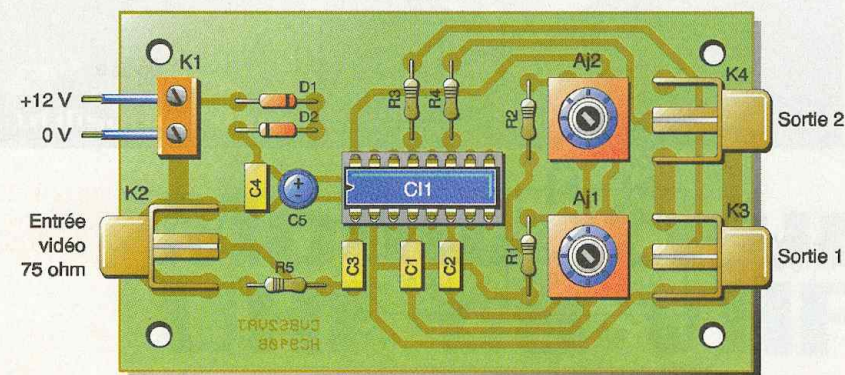 K1
+12 V
0 V
D1
D2
R3
R4
Aj2
K4
Sortie 2
R2
K2
C4
+
-
C5
CI1
Entrée
vidéo
75 ohm
R5
C3
C1
C2
R1
Aj1
K3
Sortie 1